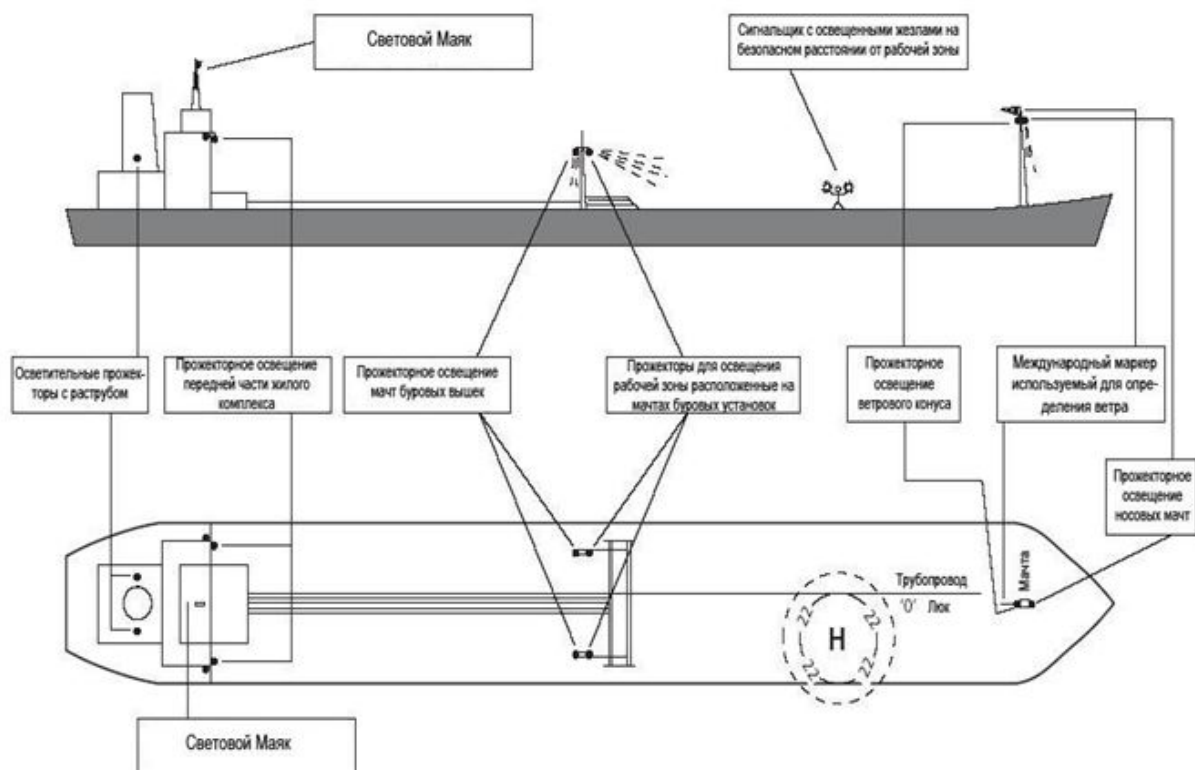 Световой Маяк
Сигнальщик с освещенными жезлами на
безопасном расстоянии от рабочей зоны
Осветительные прожек-
торы с раструбом
Прожекторное освещение
передней части жилого
комплекса
Прожекторное освещение
мачт буровых вышек
Прожекторы для освещения
рабочей зоны расположенные на
мачтах буровых установок
Прожекторное
освещение
ветрового конуса
Международный маркер
используемый для опре-
деления ветра
Прожекторное
освещение
носовых мачт
Мачта
Трубопровод
'O' Люк
22
22
H
22
22
Световой Маяк